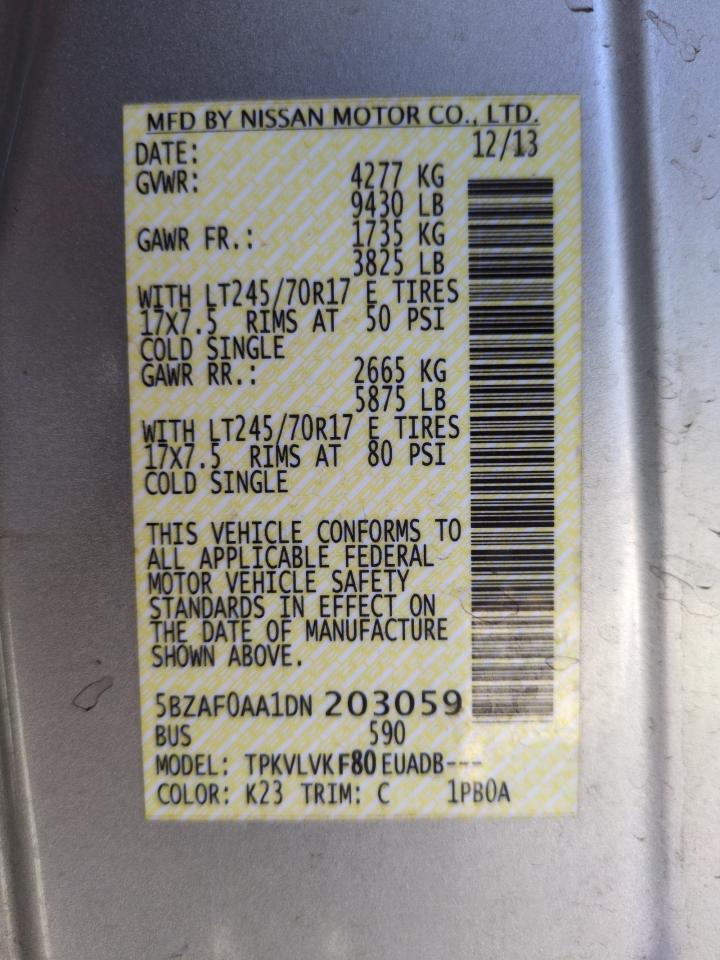 MFD BY NISSAN MOTOR CO., LTD.
DATE: 12/13
GVWR: 4277 KG
9430 LB
GAWR FR.: 1735 KG
3825 LB
WITH LT245/70R17 E TIRES
17X7.5 RIMS AT 50 PSI
COLD SINGLE
GAWR RR.: 2665 KG
5875 LB
WITH LT245/70R17 E TIRES
17X7.5 RIMS AT 80 PSI
COLD SINGLE
THIS VEHICLE CONFORMS TO
ALL APPLICABLE FEDERAL
MOTOR VEHICLE SAFETY
STANDARDS IN EFFECT ON
THE DATE OF MANUFACTURE
SHOWN ABOVE.
5BZAF0AA1DN 203059
BUS 590
MODEL: TPKVLVKF80EUADB---
COLOR: K23 TRIM: C 1PB0A